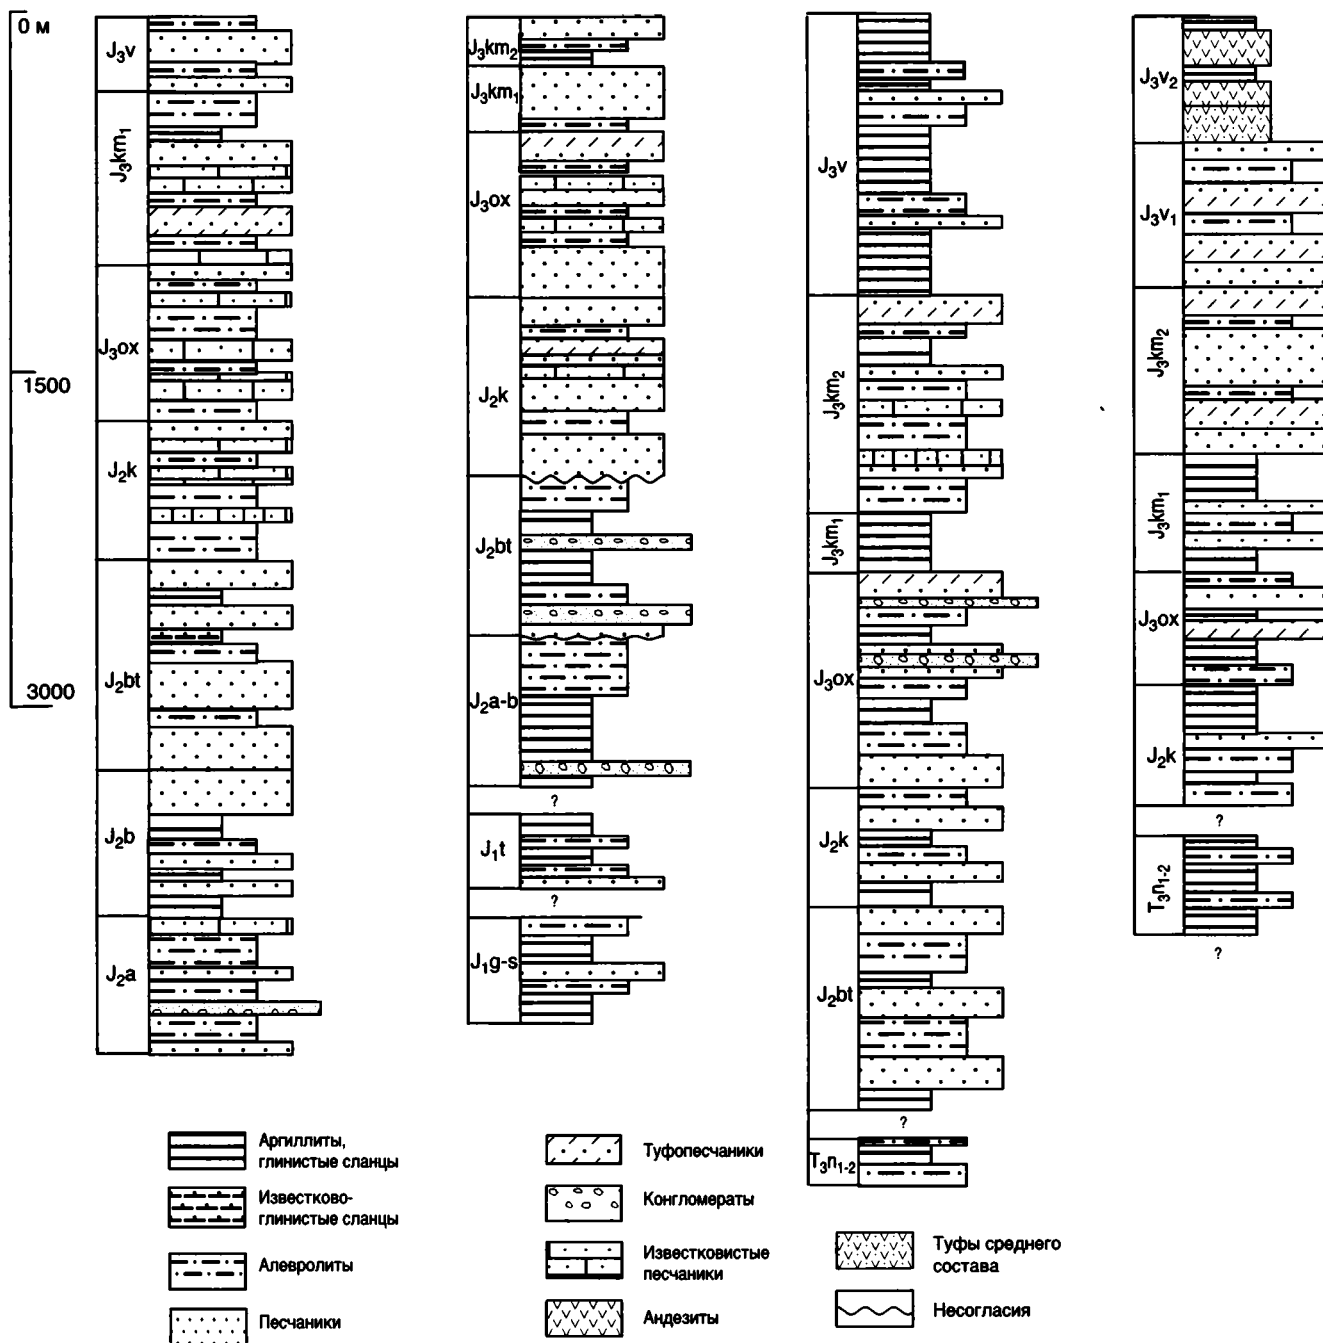 0 м
1500
3000
J₃v
J₃km₁
J₃ox
J₂k
J₂bt
J₂b
J₂a
J₃km₂
J₃km₁
J₃ox
J₂k
J₂bt
J₂a-b
?
J₁t
?
J₁g-s
J₃v
J₃km₂
J₃km₁
J₃ox
J₂k
J₂bt
?
T₃n₁₋₂
J₃v₂
J₃v₁
J₃km₂
J₃km₁
J₃ox
J₂k
?
T₃n₁₋₂
?
Аргиллиты,
глинистые сланцы
Известково-
глинистые сланцы
Алевролиты
Песчаники
Туфопесчаники
Конгломераты
Известковистые
песчаники
Андезиты
Туфы среднего
состава
Несогласия